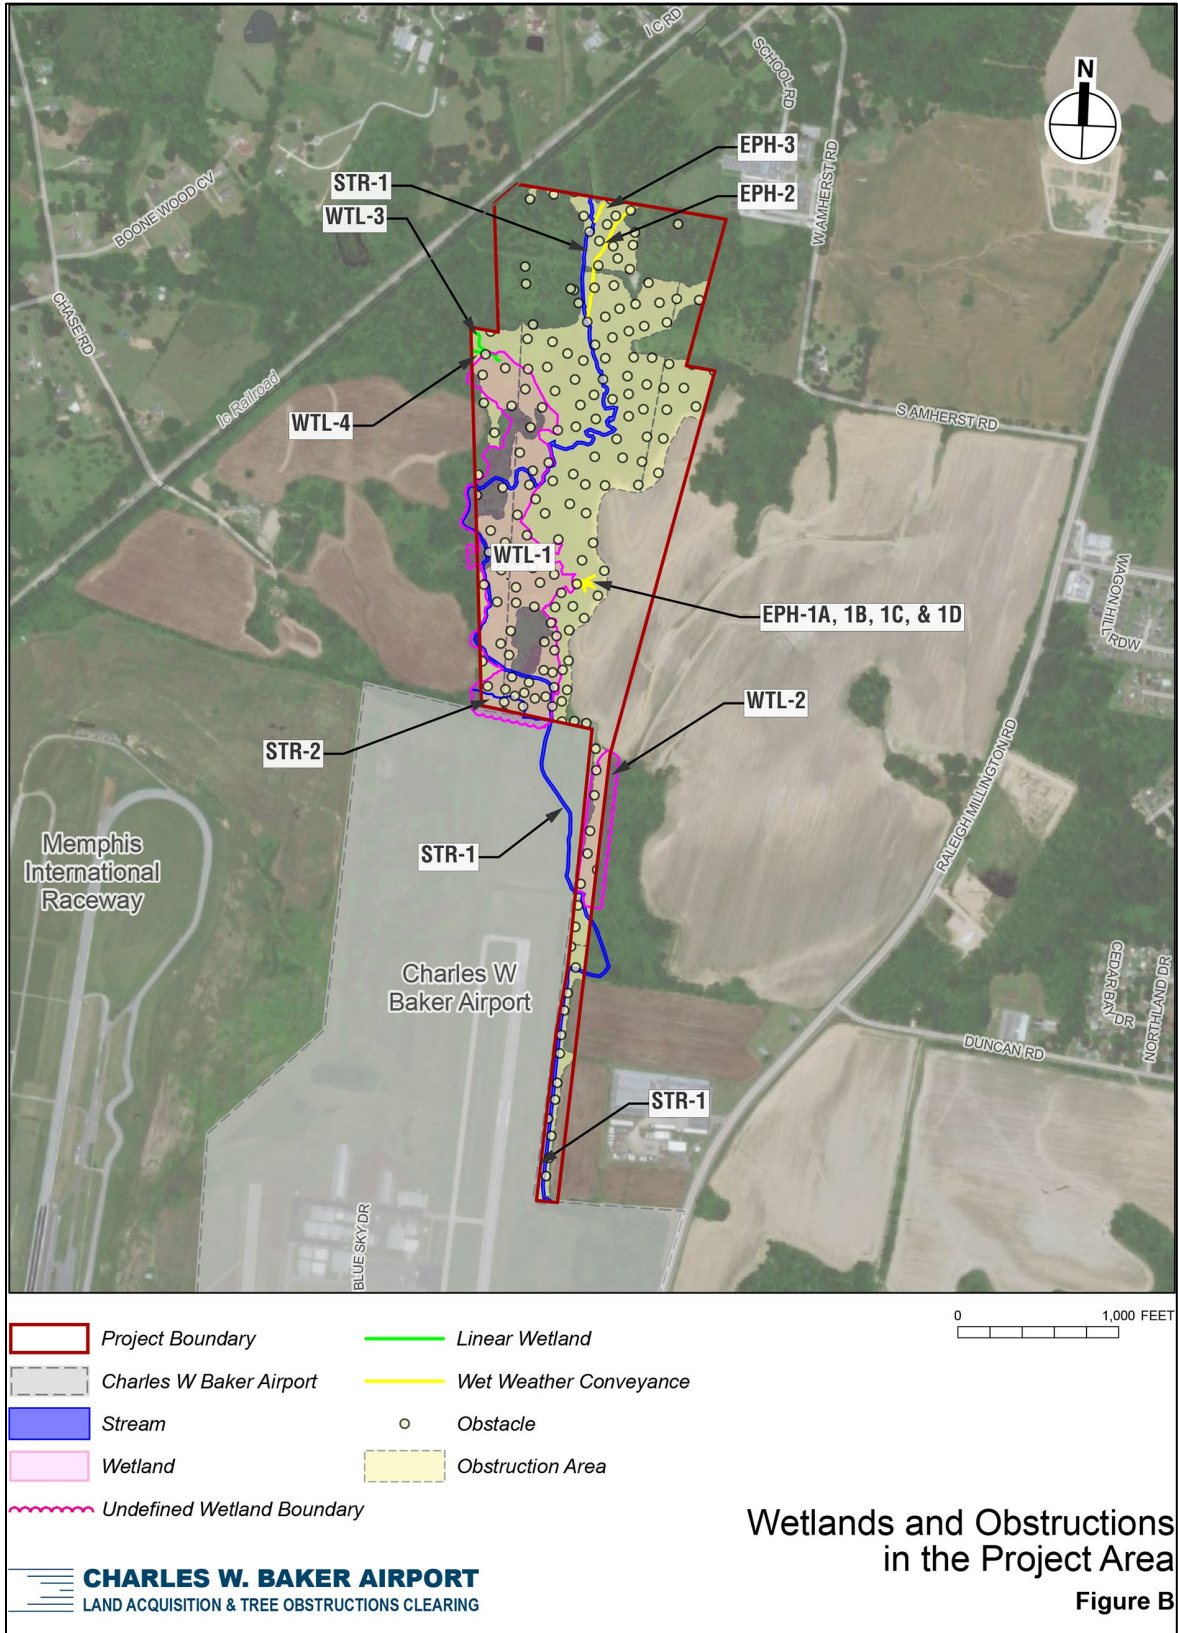 I C RD
SCHOOL RD
N
EPH-3
STR-1
EPH-2
WTL-3
BOONE WOOD CV
W AMHERST RD
CHASE RD
Ic Railroad
WTL-4
S AMHERST RD
WTL-1
WAGON HILL
RDW
EPH-1A, 1B, 1C, & 1D
WTL-2
STR-2
RALEIGH MILLINGTON RD
Memphis
International
Raceway
STR-1
Charles W
Baker Airport
CEDAR BAY
DR
NORTHLAND DR
DUNCAN RD
STR-1
BLUE SKY DR
0 1,000 FEET
Project Boundary
Charles W Baker Airport
Stream
Wetland
Undefined Wetland Boundary
Linear Wetland
Wet Weather Conveyance
Obstacle
Obstruction Area
Wetlands and Obstructions
in the Project Area
Figure B
CHARLES W. BAKER AIRPORT
LAND ACQUISITION & TREE OBSTRUCTIONS CLEARING